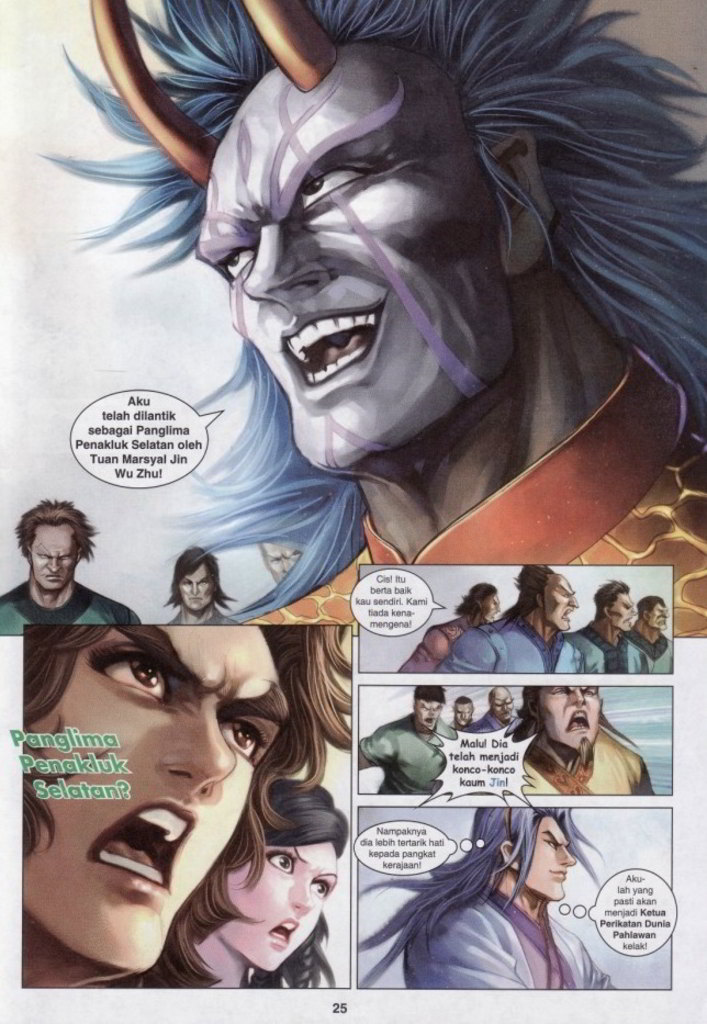 Aku
telah dilantik
sebagai Panglima
Penakluk Selatan oleh
Tuan Marsyal Jin
Wu Zhu!
Cis! Itu
berta baik
kau sendiri. Kami
tiada kena-
mengena!
Panglima
Penakluk
Selatan?
Malu! Dia
telah menjadi
konco-konco
kaum Jin!
Nampaknya
dia lebih tertarik hati
kepada pangkat
kerajaan!
Aku-
lah yang
pasti akan
menjadi Ketua
Perikatan Dunia
Pahlawan
kelak!
25